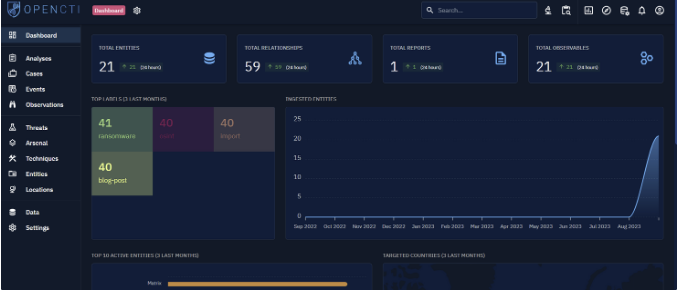 OPENCTI
Dashboard
Search...
Dashboard
Analyses
Cases
Events
Observations
Threats
Arsenal
Techniques
Entities
Locations
Data
Settings
TOTAL ENTITIES
21 ↑ 21 (24 hours)
TOTAL RELATIONSHIPS
59 ↑ 59 (24 hours)
TOTAL REPORTS
1 ↑ 1 (24 hours)
TOTAL OBSERVABLES
21 ↑ 21 (24 hours)
TOP LABELS (3 LAST MONTHS)
41
ransomware
40
40
import
40
blog-post
INGESTED ENTITIES
25
20
15
10
5
0
Sep 2022 Oct 2022 Nov 2022 Dec 2022 Jan 2023 Feb 2023 Mar 2023 Apr 2023 May 2023 Jun 2023 Jul 2023 Aug 2023
TOP 10 ACTIVE ENTITIES (3 LAST MONTHS)
TARGETED COUNTRIES (3 LAST MONTHS)